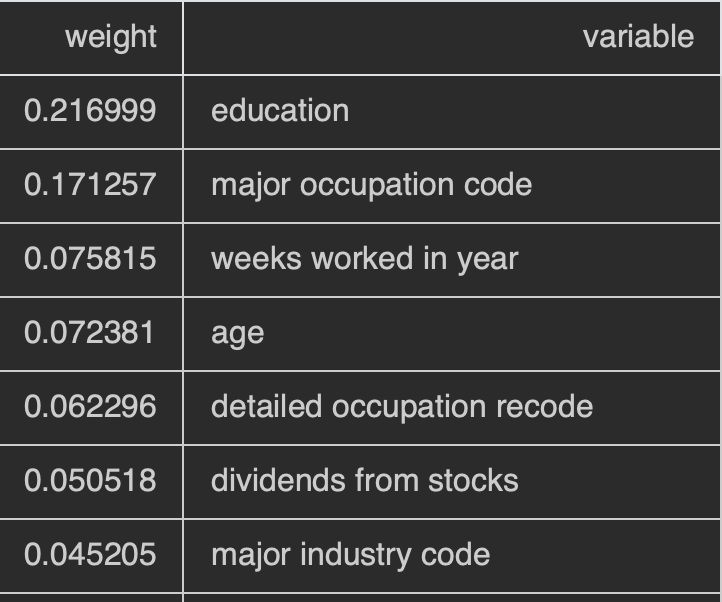 weight variable
0.216999 education
0.171257 major occupation code
0.075815 weeks worked in year
0.072381 age
0.062296 detailed occupation recode
0.050518 dividends from stocks
0.045205 major industry code